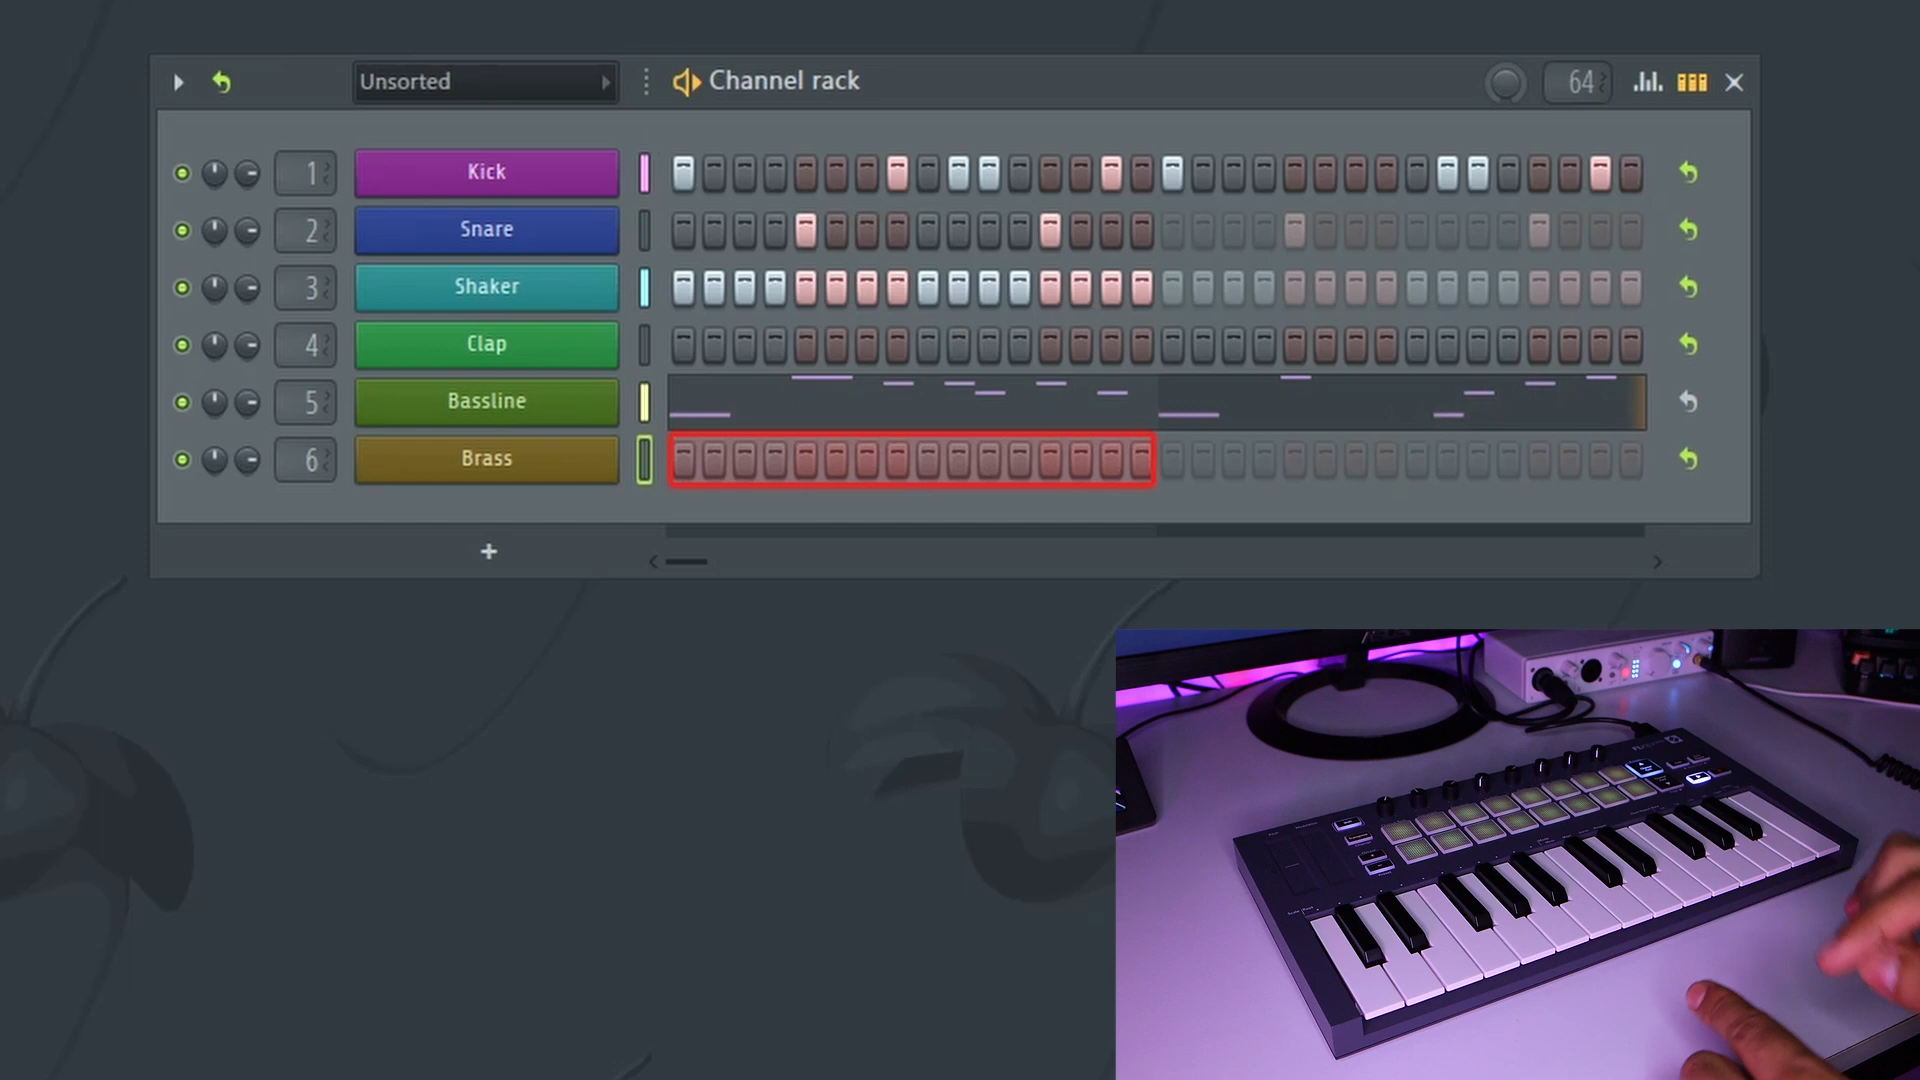 Unsorted
Channel rack
64
1
Kick
2
Snare
3
Shaker
4
Clap
5
Bassline
6
Brass